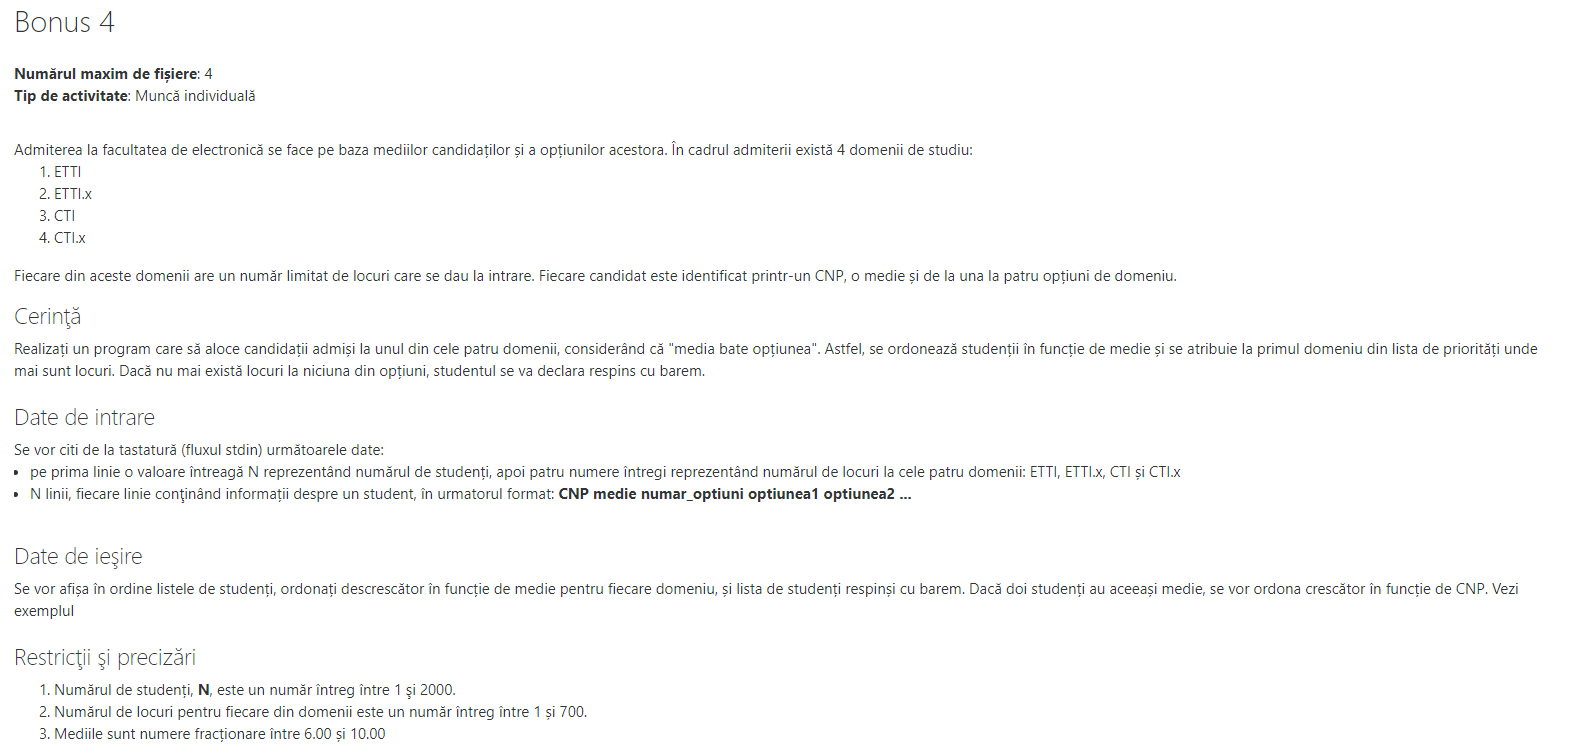 Bonus 4
Numărul maxim de fișiere: 4
Tip de activitate: Muncă individuală
Admiterea la facultatea de electronică se face pe baza mediilor candidaților și a opțiunilor acestora. În cadrul admiterii există 4 domenii de studiu:
1. ETTI
2. ETTI.x
3. CTI
4. CTI.x
Fiecare din aceste domenii are un număr limitat de locuri care se dau la intrare. Fiecare candidat este identificat printr-un CNP, o medie și de la una la patru opțiuni de domeniu.
Cerinţă
Realizați un program care să aloce candidații admiși la unul din cele patru domenii, considerând că "media bate opțiunea". Astfel, se ordonează studenții în funcție de medie și se atribuie la primul domeniu din lista de priorități unde
mai sunt locuri. Dacă nu mai există locuri la niciuna din opțiuni, studentul se va declara respins cu barem.
Date de intrare
Se vor citi de la tastatură (fluxul stdin) următoarele date:
• pe prima linie o valoare întreagă N reprezentând numărul de studenți, apoi patru numere întregi reprezentând numărul de locuri la cele patru domenii: ETTI, ETTI.x, CTI și CTI.x
• N linii, fiecare linie conţinând informații despre un student, în urmatorul format: CNP medie numar_optiuni optiunea1 optiunea2 ...
Date de ieşire
Se vor afișa în ordine listele de studenți, ordonați descrescător în funcție de medie pentru fiecare domeniu, și lista de studenți respinși cu barem. Dacă doi studenți au aceeași medie, se vor ordona crescător în funcție de CNP. Vezi
exemplul
Restricţii şi precizări
1. Numărul de studenți, N, este un număr întreg între 1 şi 2000.
2. Numărul de locuri pentru fiecare din domenii este un număr întreg între 1 și 700.
3. Mediile sunt numere fracționare între 6.00 și 10.00